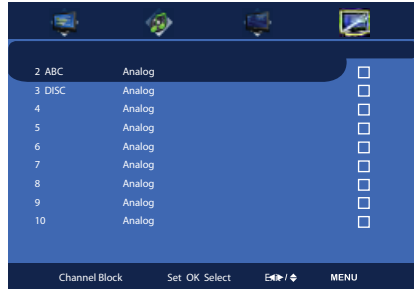 2 ABC Analog
3 DISC Analog
4 Analog
5 Analog
6 Analog
7 Analog
8 Analog
9 Analog
10 Analog
Channel Block Set OK Select MENU